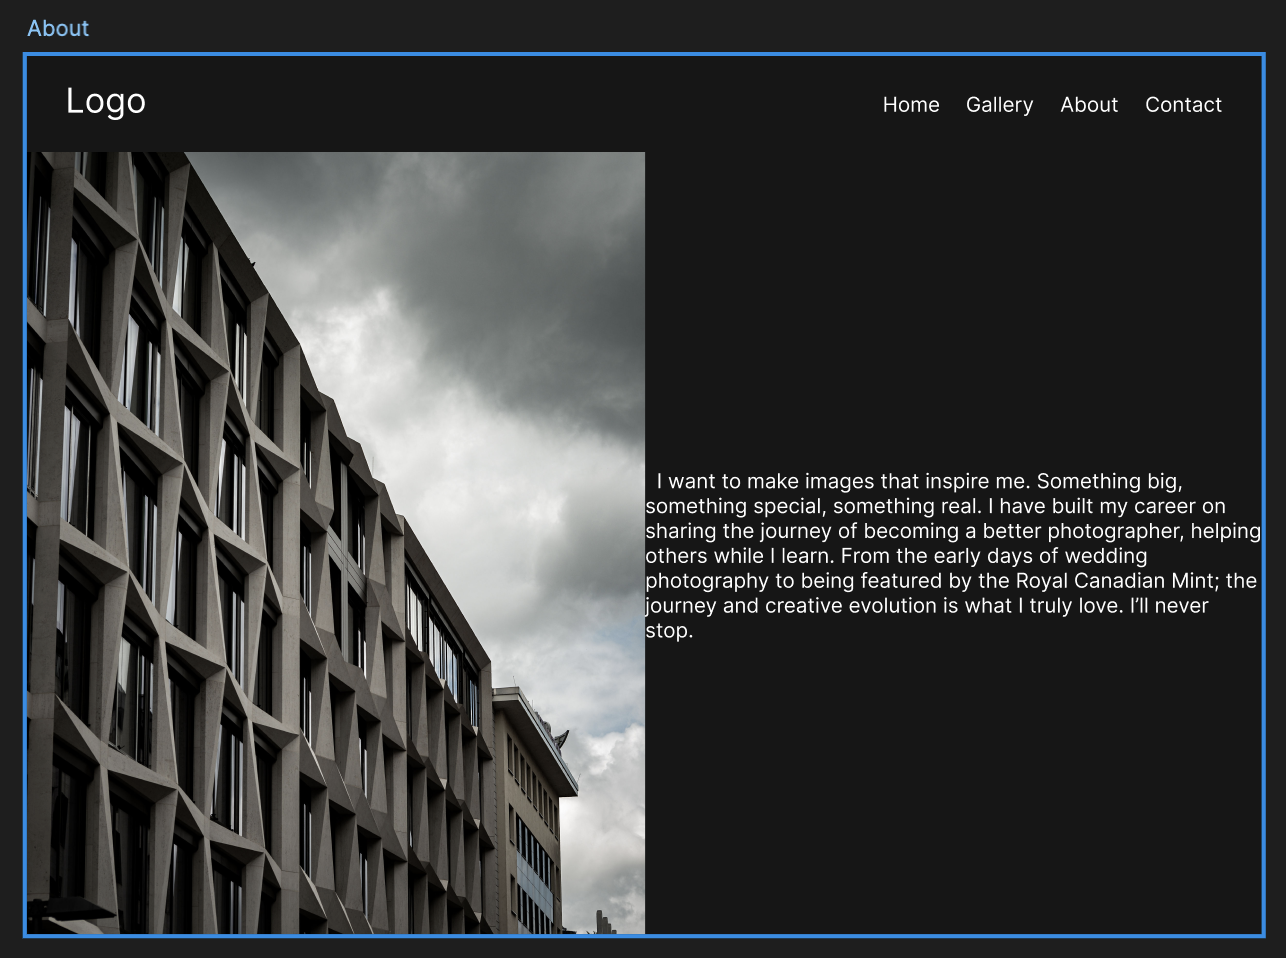 About
Logo
Home Gallery About Contact
I want to make images that inspire me. Something big,
something special, something real. I have built my career on
sharing the journey of becoming a better photographer, helping
others while I learn. From the early days of wedding
photography to being featured by the Royal Canadian Mint; the
journey and creative evolution is what I truly love. I’ll never
stop.